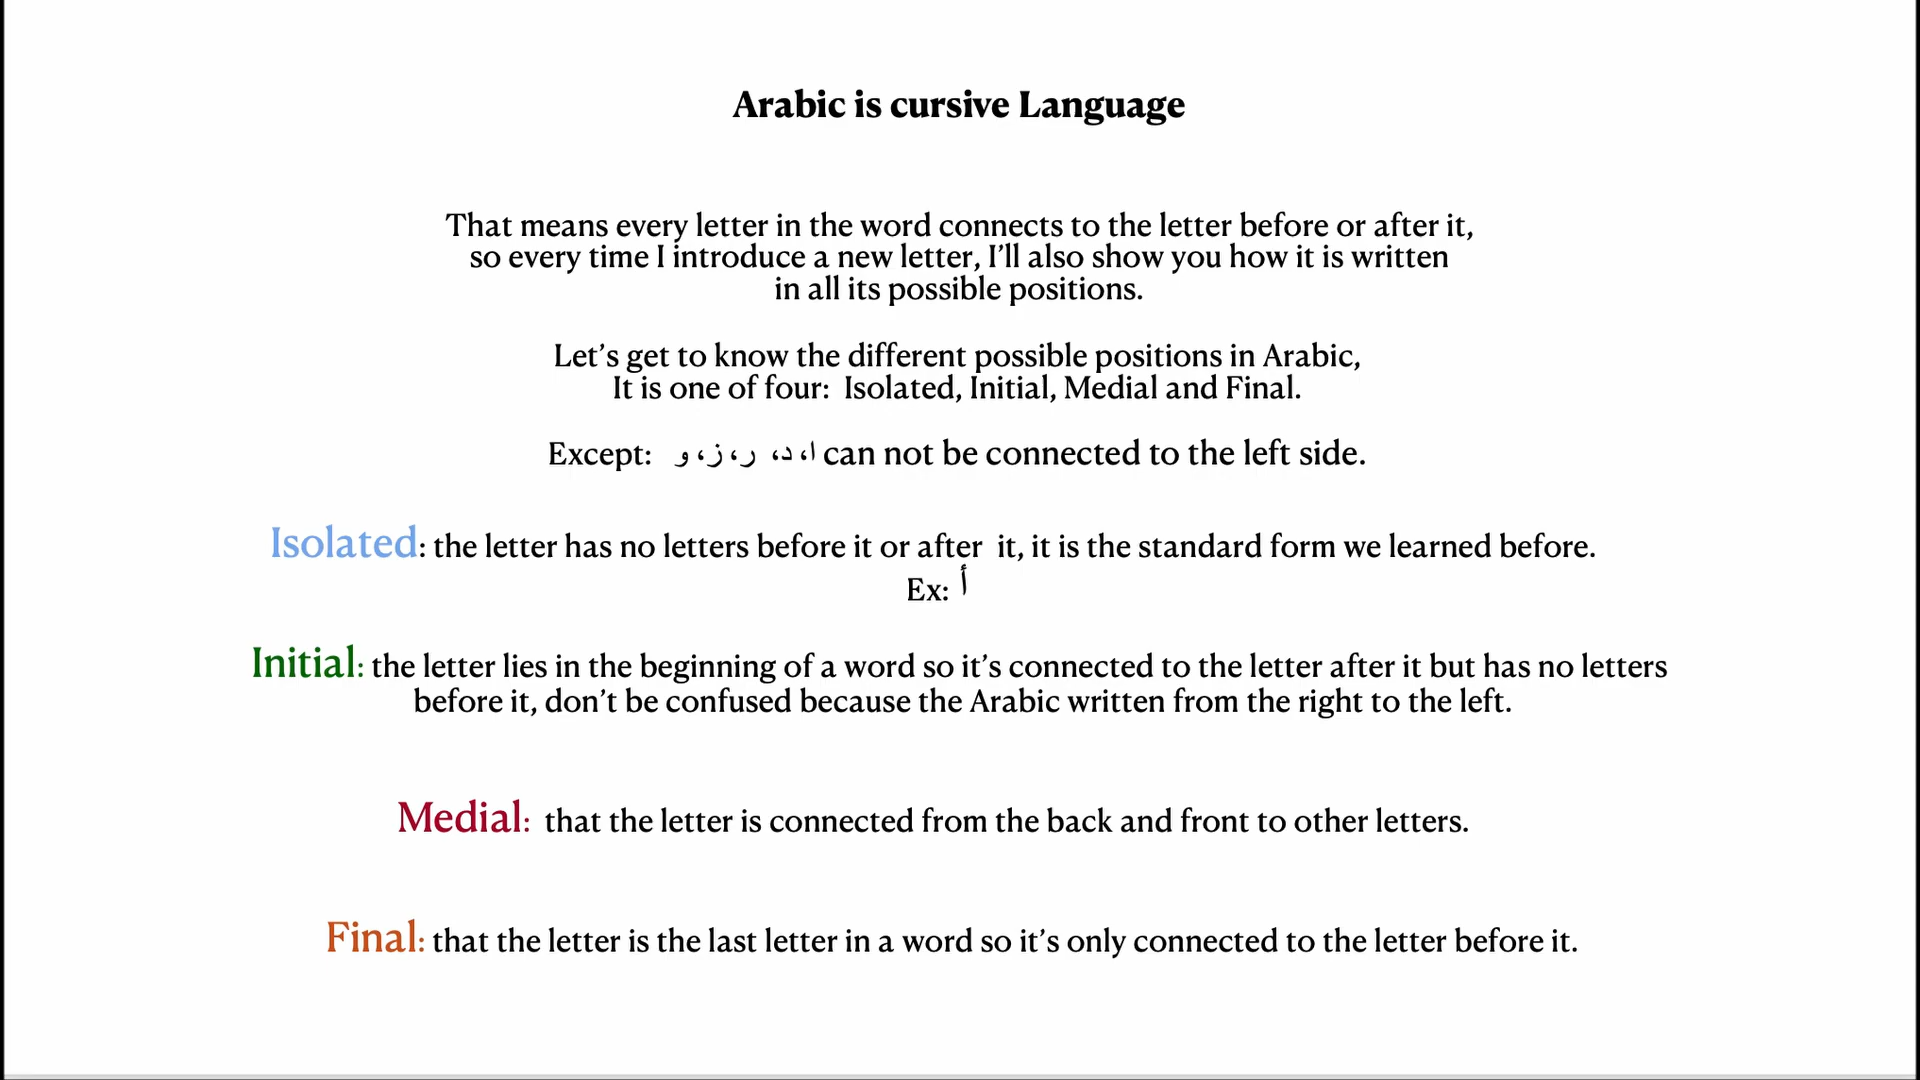 Arabic is cursive Language
That means every letter in the word connects to the letter before or after it,
so every time I introduce a new letter, I’ll also show you how it is written
in all its possible positions.
Let’s get to know the different possible positions in Arabic,
It is one of four: Isolated, Initial, Medial and Final.
Except: ا، د، ر، ز، و can not be connected to the left side.
Isolated: the letter has no letters before it or after it, it is the standard form we learned before.
Ex: أ
Initial: the letter lies in the beginning of a word so it’s connected to the letter after it but has no letters
before it, don’t be confused because the Arabic written from the right to the left.
Medial: that the letter is connected from the back and front to other letters.
Final: that the letter is the last letter in a word so it’s only connected to the letter before it.